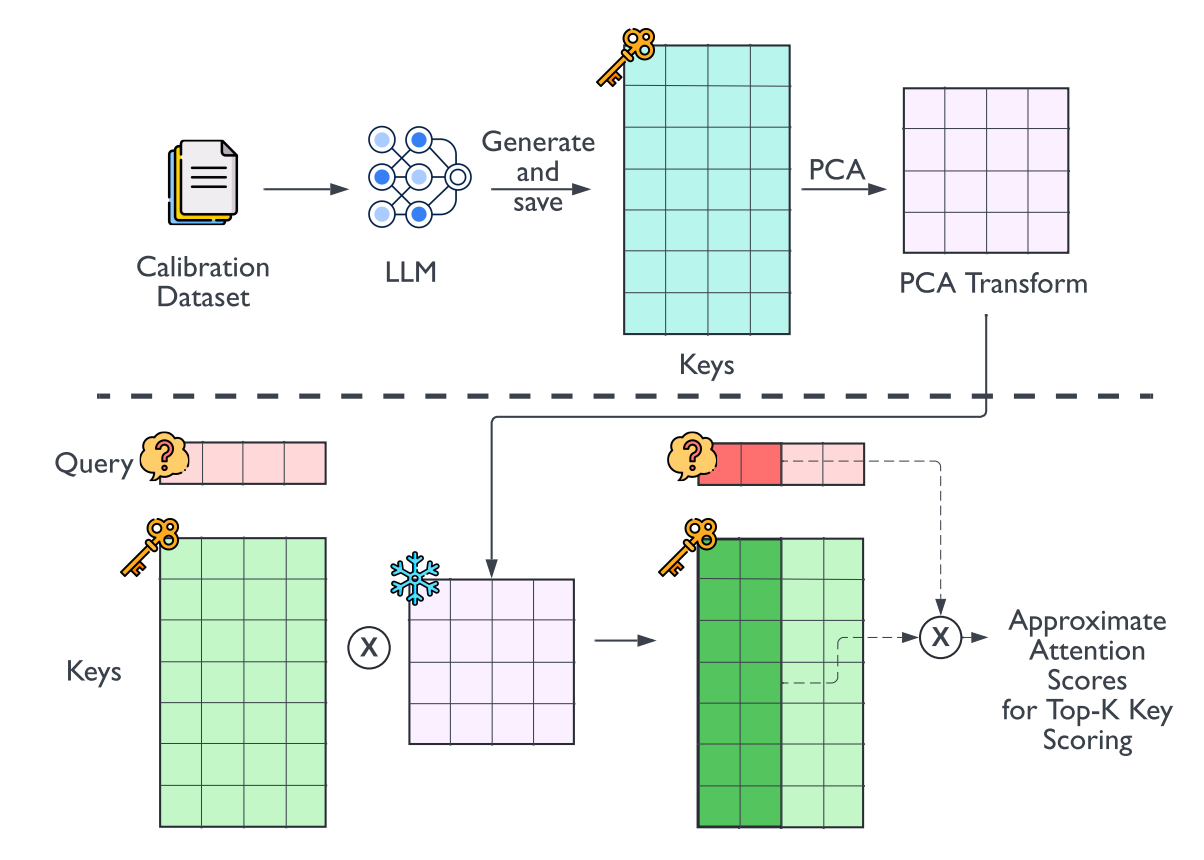 Generate
and
save
PCA
Calibration
Dataset
LLM
PCA Transform
Keys
?
Query
?
Keys
X
X
Approximate
Attention
Scores
for Top-K Key
Scoring